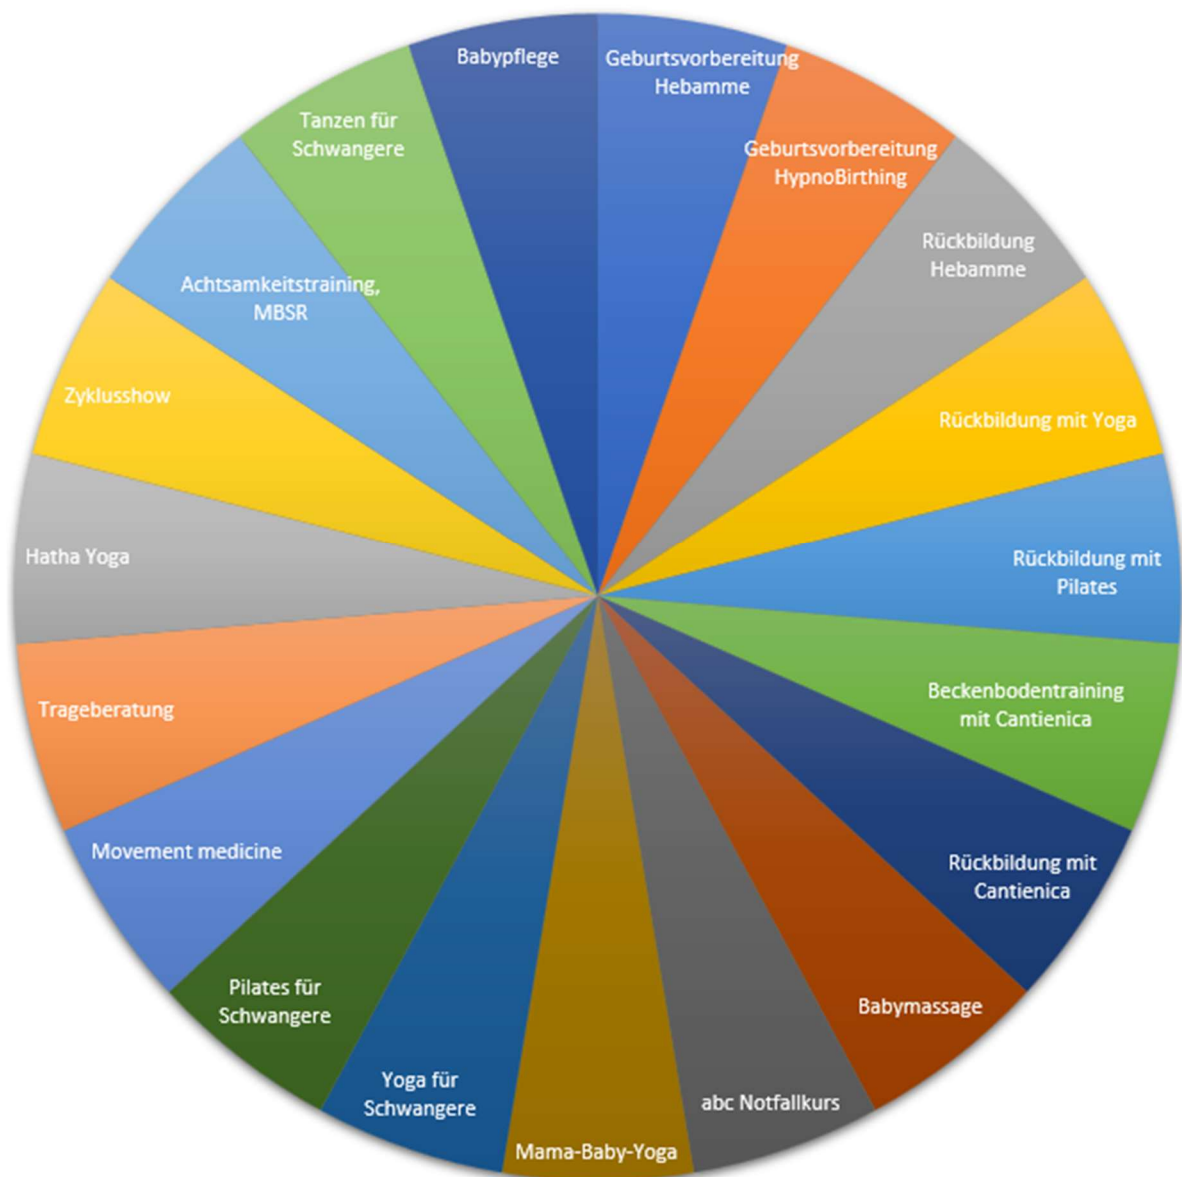 Babypflege
Geburtsvorbereitung
Hebamme
Geburtsvorbereitung
HypnoBirthing
Rückbildung
Hebamme
Rückbildung mit Yoga
Rückbildung mit
Pilates
Beckenbodentraining
mit Cantienica
Rückbildung mit
Cantienica
Babymassage
abc Notfallkurs
Mama-Baby-Yoga
Yoga für
Schwangere
Pilates für
Schwangere
Movement medicine
Trageberatung
Hatha Yoga
Zyklusshow
Achtsamkeitstraining,
MBSR
Tanzen für
Schwangere